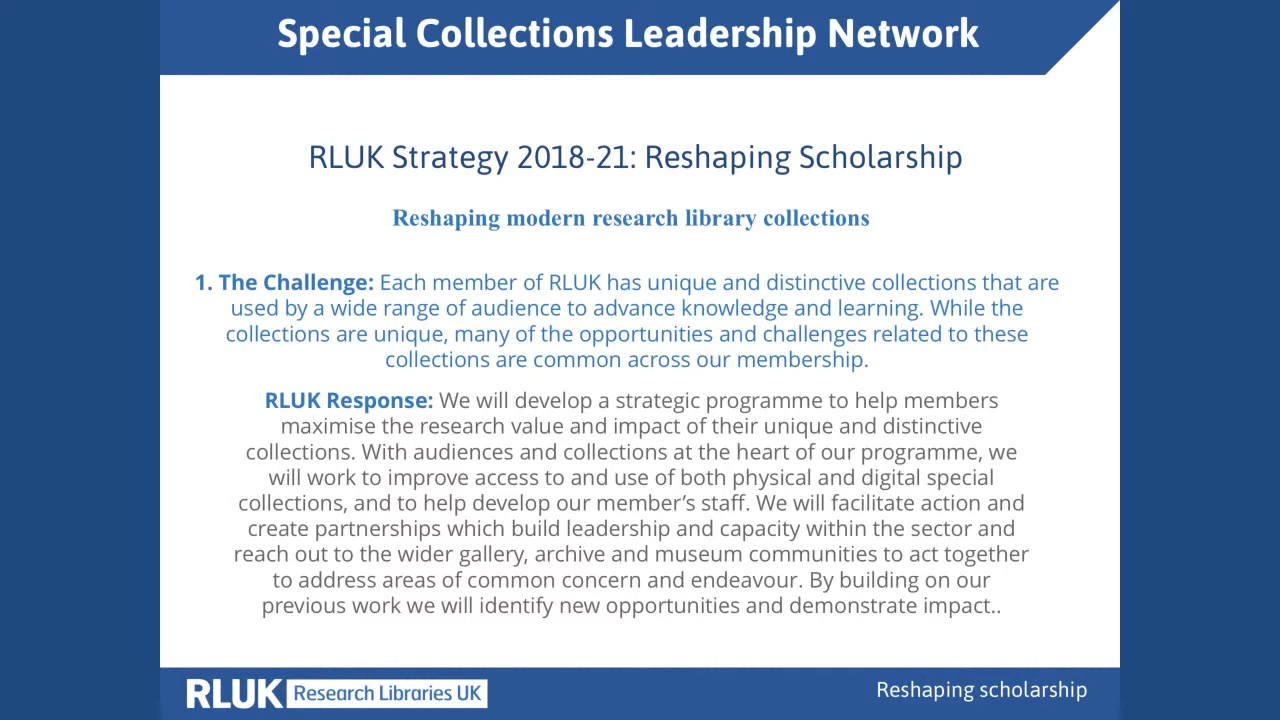 Special Collections Leadership Network
RLUK Strategy 2018-21: Reshaping Scholarship
Reshaping modern research library collections
1. The Challenge: Each member of RLUK has unique and distinctive collections that are
used by a wide range of audience to advance knowledge and learning. While the
collections are unique, many of the opportunities and challenges related to these
collections are common across our membership.
RLUK Response: We will develop a strategic programme to help members
maximise the research value and impact of their unique and distinctive
collections. With audiences and collections at the heart of our programme, we
will work to improve access to and use of both physical and digital special
collections, and to help develop our member’s staff. We will facilitate action and
create partnerships which build leadership and capacity within the sector and
reach out to the wider gallery, archive and museum communities to act together
to address areas of common concern and endeavour. By building on our
previous work we will identify new opportunities and demonstrate impact..
RLUK Research Libraries UK
Reshaping scholarship